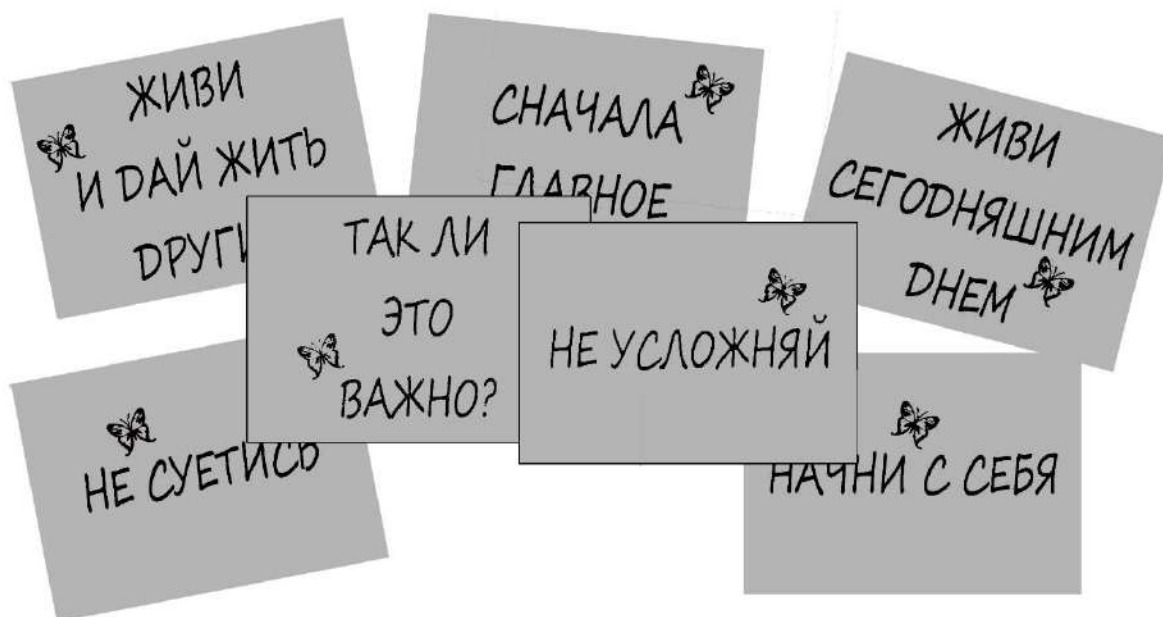 ЖИВИ
И ДАЙ ЖИТЬ
СНАЧАЛА
ГЛАВНОЕ
ЖИВИ
СЕГОДНЯШНИМ
ДНЕМ
ТАК ЛИ
ЭТО
ВАЖНО?
НЕ УСЛОЖНЯЙ
НЕ СУЕТИСЬ
НАЧНИ С СЕБЯ